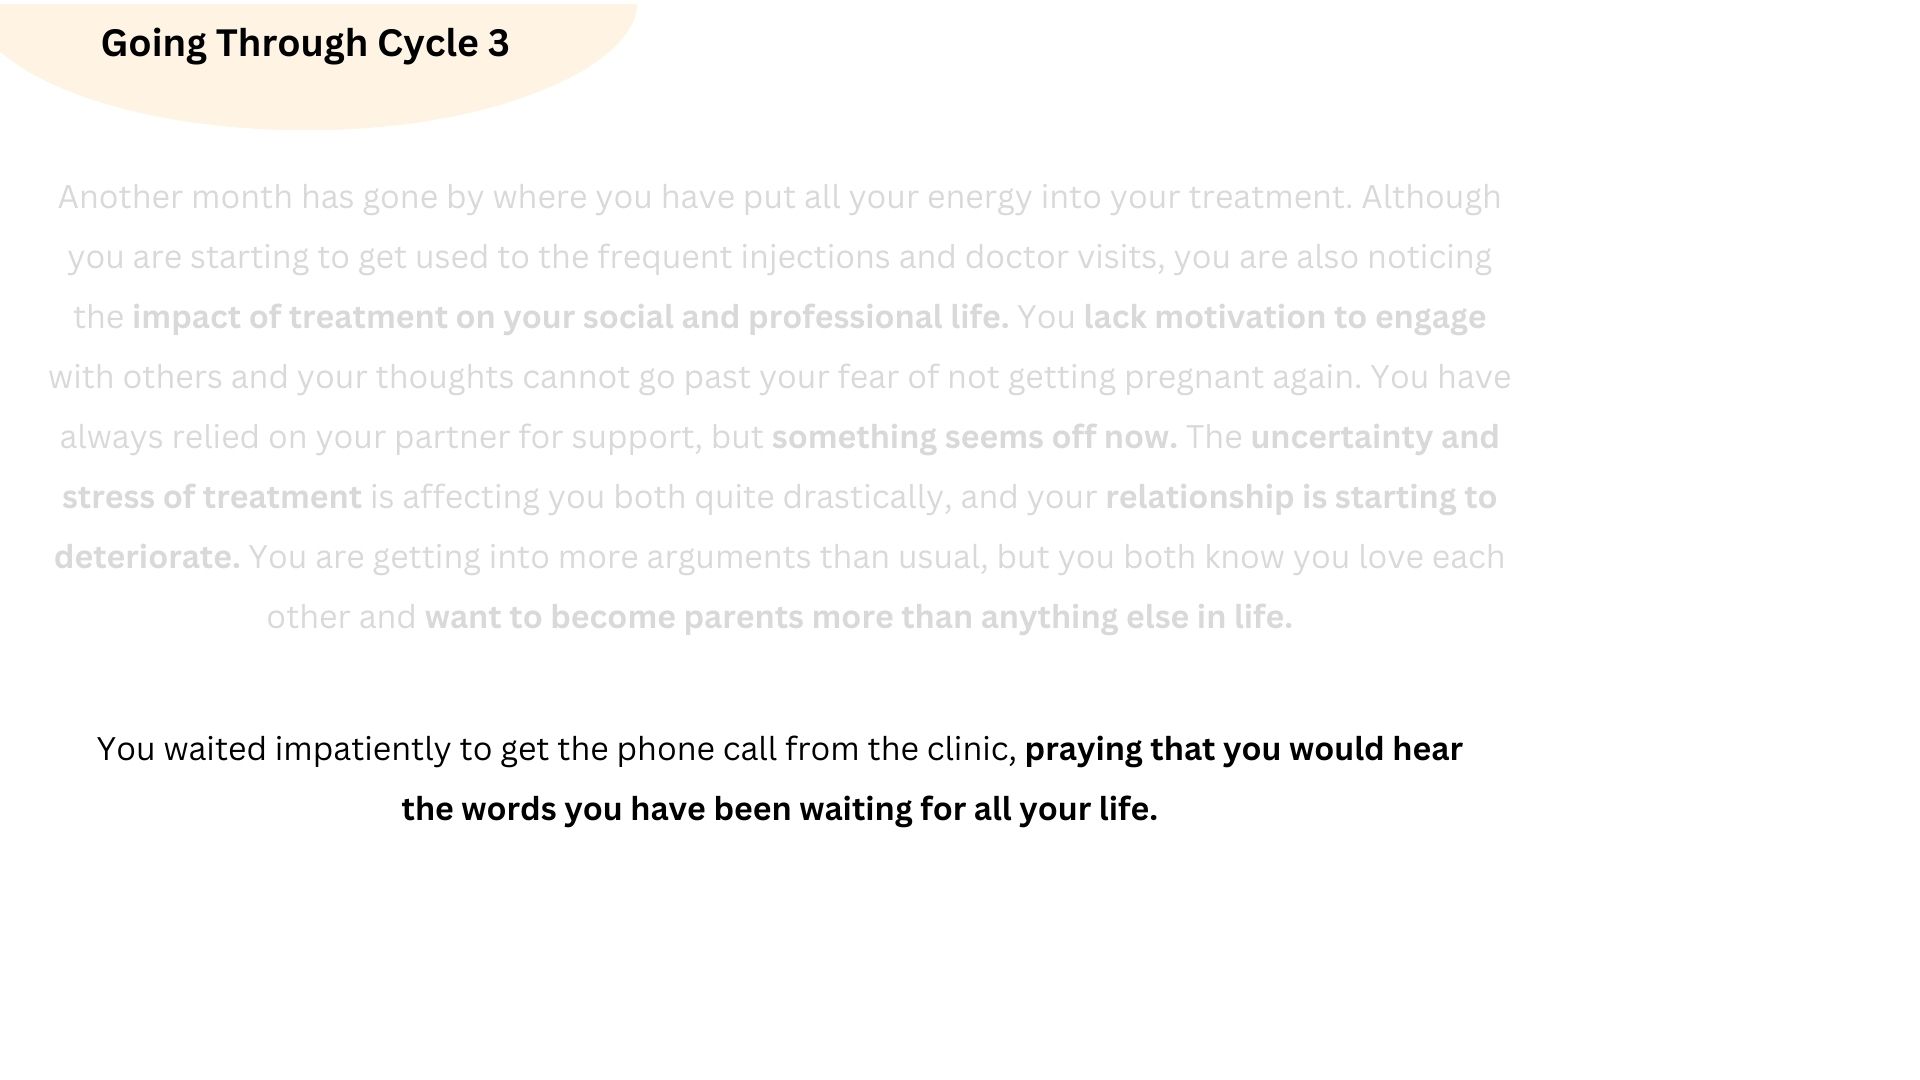 Going Through Cycle 3
Another month has gone by where you have put all your energy into your treatment. Although
you are starting to get used to the frequent injections and doctor visits, you are also noticing
the impact of treatment on your social and professional life. You lack motivation to engage
with others and your thoughts cannot go past your fear of not getting pregnant again. You have
always relied on your partner for support, but something seems off now. The uncertainty and
stress of treatment is affecting you both quite drastically, and your relationship is starting to
deteriorate. You are getting into more arguments than usual, but you both know you love each
other and want to become parents more than anything else in life.
You waited impatiently to get the phone call from the clinic, praying that you would hear
the words you have been waiting for all your life.